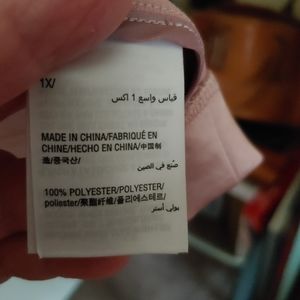 1X/
قياس واسع 1 اكس
MADE IN CHINA/FABRIQUÉ EN
CHINE/HECHO EN CHINA/中国制
造/중국산/
صنع في الصين
100% POLYESTER/POLYESTER/
poliéster/聚酯纤维/폴리에스테르/
بولي أستر